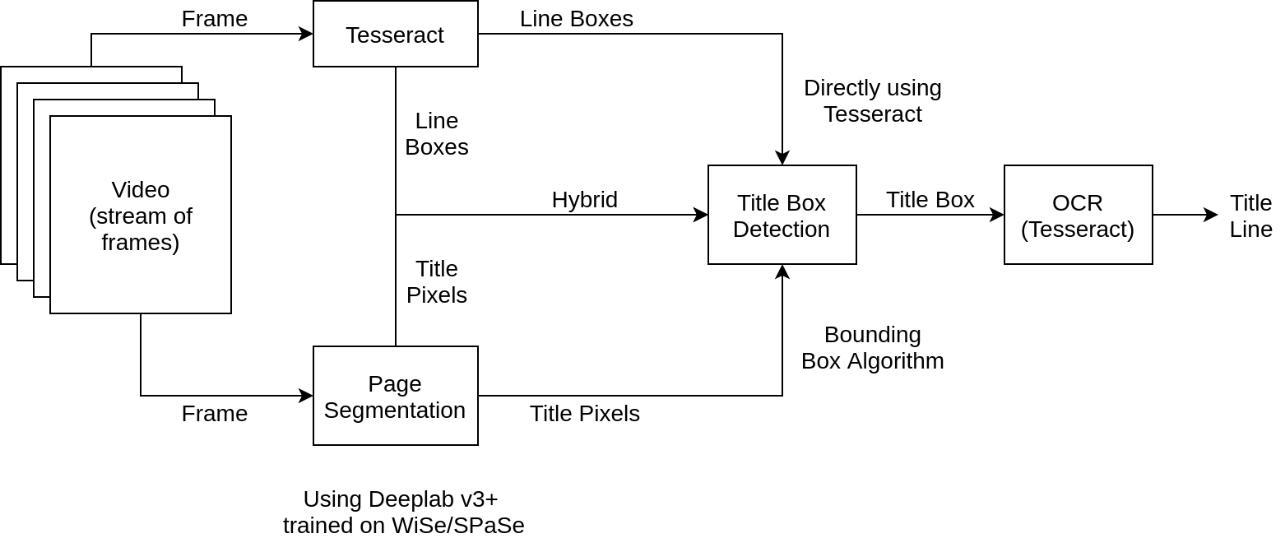 Frame
Tesseract
Line Boxes
Directly using
Tesseract
Line
Boxes
Video
(stream of
frames)
Hybrid
Title Box
Detection
Title Box
OCR
(Tesseract)
Title
Line
Title
Pixels
Bounding
Box Algorithm
Page
Segmentation
Frame
Title Pixels
Using Deeplab v3+
trained on WiSe/SPaSe